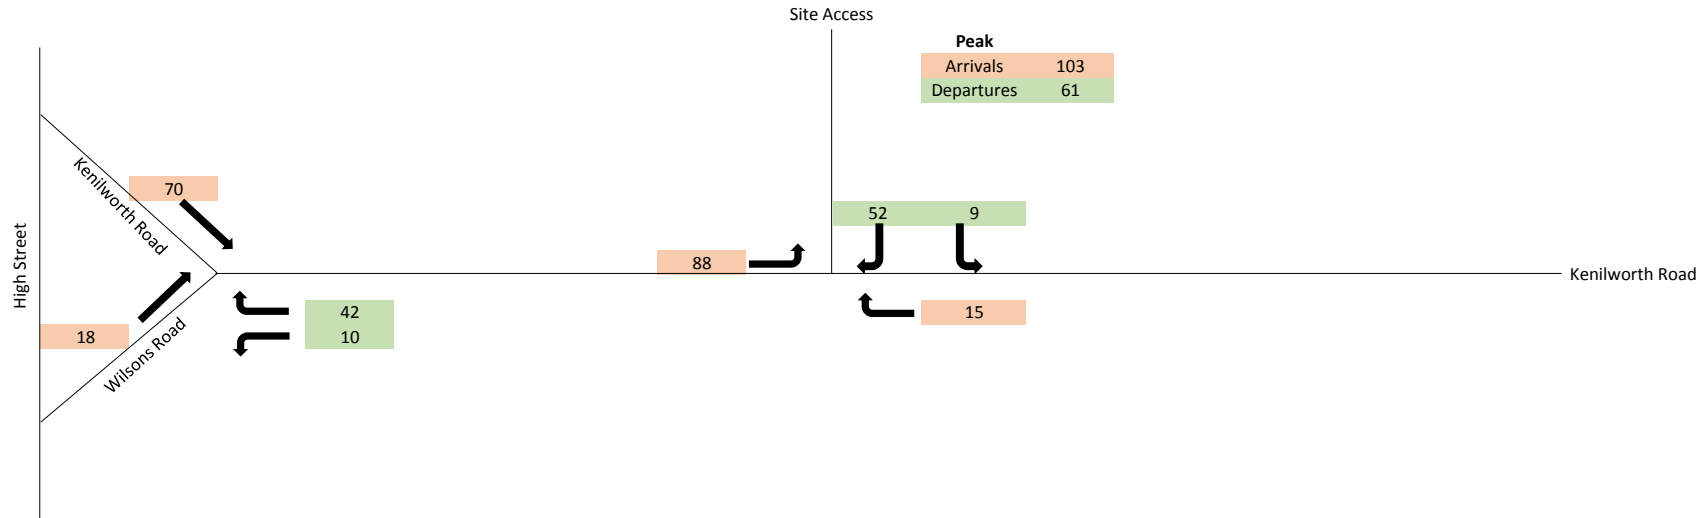 Site Access
Peak
Arrivals 103
Departures 61
Kenilworth Road
70
High Street
52 9
88
Kenilworth Road
18
Wilsons Road
42
10
15